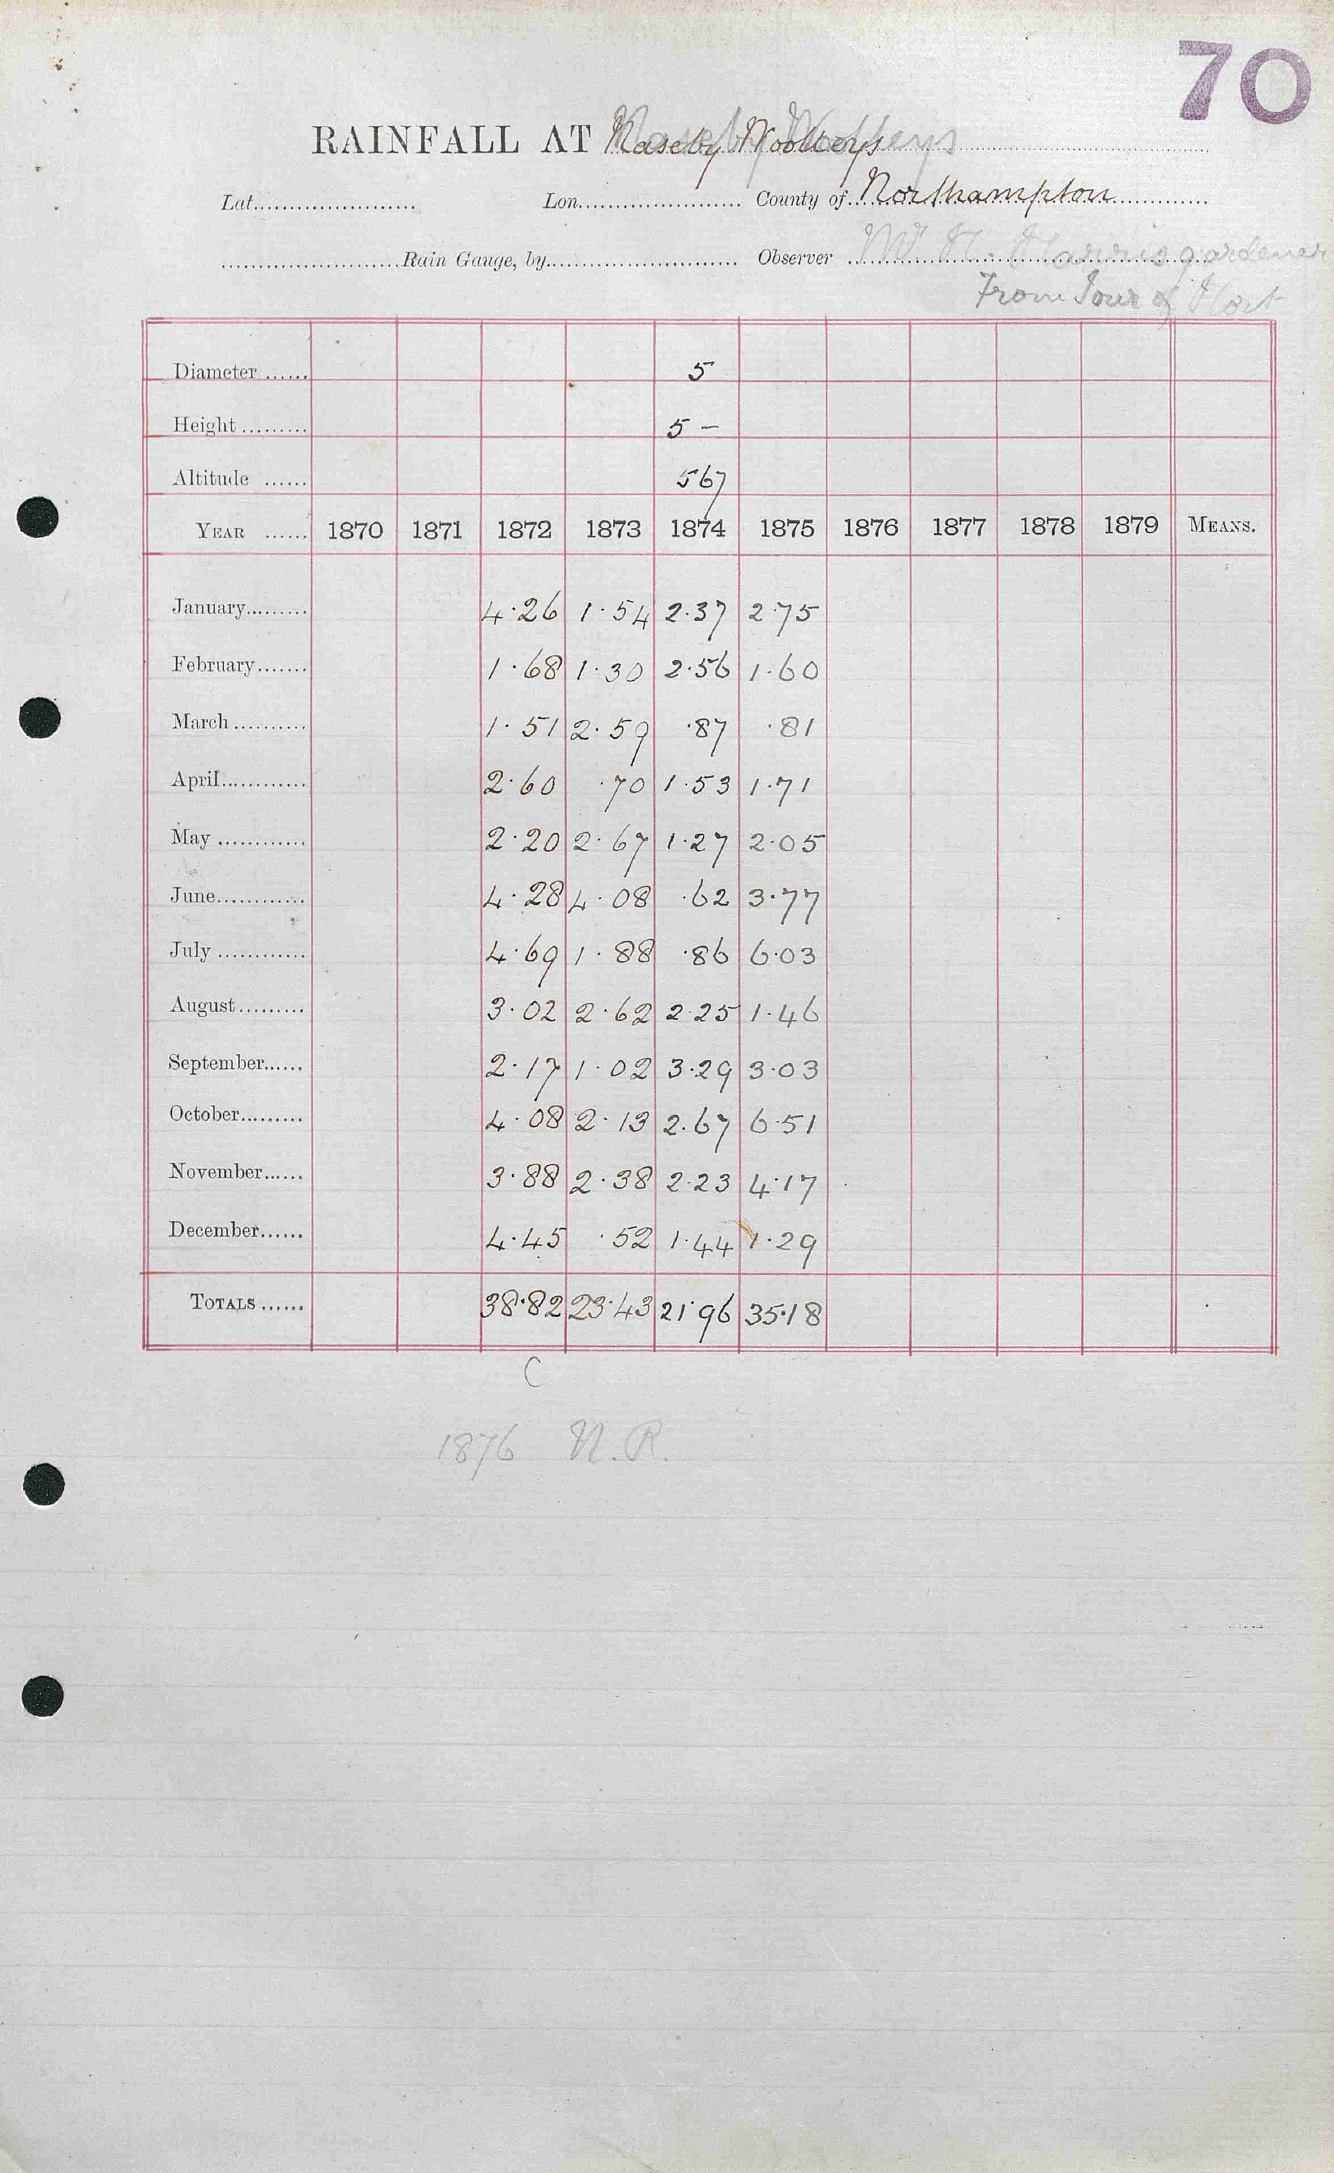 70
RAINFALL AT Naseby Woolleys
Lat. Lon. County of Northampton
Rain Gauge, by Observer Mr H. Harris gardener
From Jour of Hort
Diameter 5
Height 5 -
Altitude 567
YEAR 1870 1871 1872 1873 1874 1875 1876 1877 1878 1879 MEANS.
January 4.26 1.54 2.37 2.75
February 1.68 1.30 2.56 1.60
March 1.51 2.59 .87 .81
April 2.60 .70 1.53 1.71
May 2.20 2.67 1.27 2.05
June 4.28 4.08 .62 3.77
July 4.69 1.88 .86 6.03
August 3.02 2.62 2.25 1.46
September 2.17 1.02 3.29 3.03
October 4.08 2.13 2.67 6.51
November 3.88 2.38 2.23 4.17
December 4.45 .52 1.44 1.29
TOTALS 38.82 23.43 21.96 35.18
C
1876 N.R.